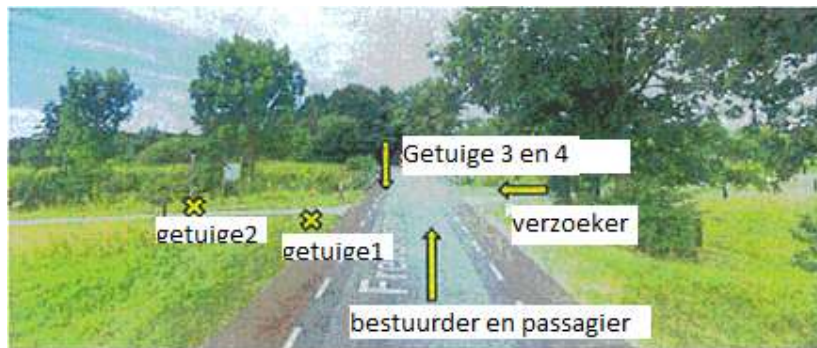 Getuige 3 en 4
verzoeker
getuige2
getuige1
bestuurder en passagier